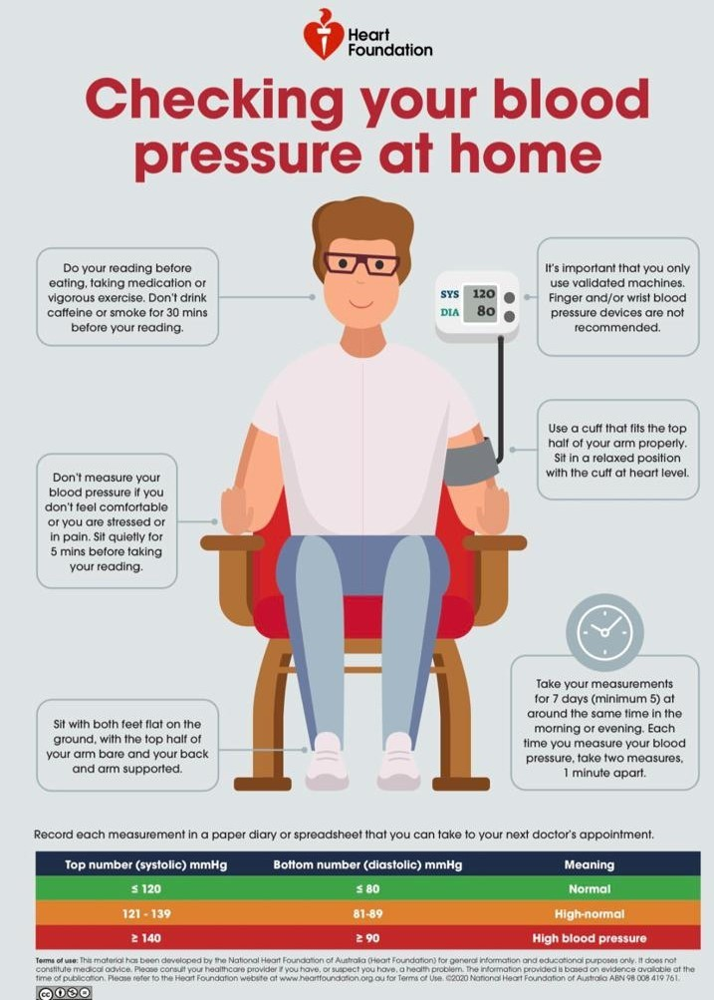 Heart
Foundation
Checking your blood
pressure at home
Do your reading before
eating, taking medication or
vigorous exercise. Don't drink
caffeine or smoke for 30 mins
before your reading.
SYS 120
DIA 80
It's important that you only
use validated machines.
Finger and/or wrist blood
pressure devices are not
recommended.
Use a cuff that fits the top
half of your arm properly.
Sit in a relaxed position
with the cuff at heart level.
Don't measure your
blood pressure if you
don't feel comfortable
or you are stressed or
in pain. Sit quietly for
5 mins before taking
your reading.
Take your measurements
for 7 days (minimum 5) at
around the same time in the
morning or evening. Each
time you measure your blood
pressure, take two measures,
1 minute apart.
Sit with both feet flat on the
ground, with the top half of
your arm bare and your back
and arm supported.
Record each measurement in a paper diary or spreadsheet that you can take to your next doctor's appointment.
Top number (systolic) mmHg Bottom number (diastolic) mmHg Meaning
≤ 120 ≤ 80 Normal
121 - 139 81-89 High-normal
≥ 140 ≥ 90 High blood pressure
Terms of use: This material has been developed by the National Heart Foundation of Australia (Heart Foundation) for general information and educational purposes only. It does not
constitute medical advice. Please consult your healthcare provider if you have, or suspect you have, a health problem. The information provided is based on evidence available at the
time of publication. Please refer to the Heart Foundation website at www.heartfoundation.org.au for Terms of Use. ©2020 National Heart Foundation of Australia ABN 98 008 419 761.